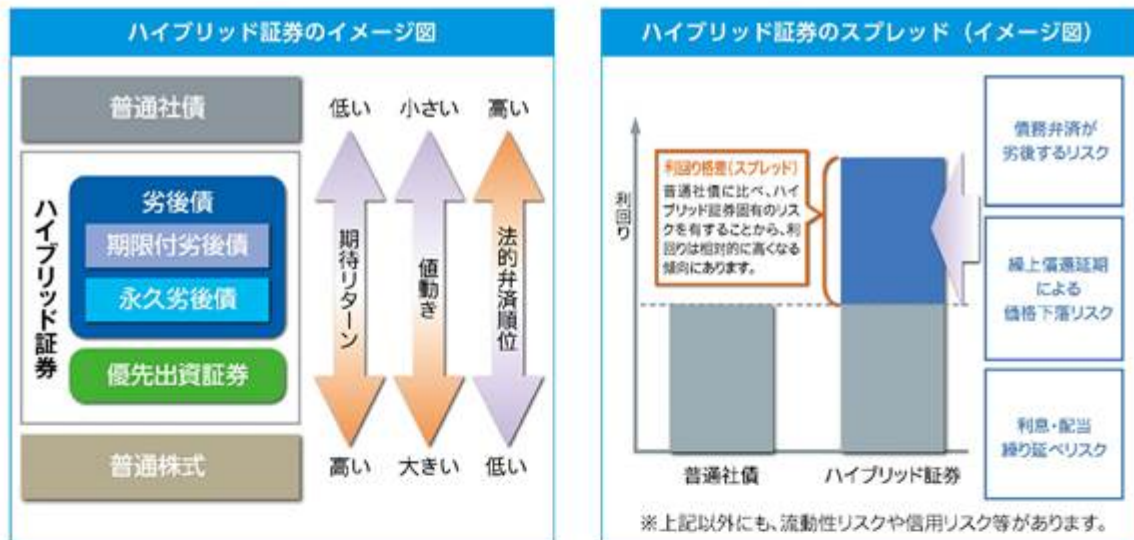 ハイブリッド証券のイメージ図
普通社債
ハイブリッド証券
劣後債
期限付劣後債
永久劣後債
優先出資証券
普通株式
低い
小さい
高い
期待リターン
値動き
法的弁済順位
高い
大きい
低い
ハイブリッド証券のスプレッド（イメージ図）
利回り
利回り格差（スプレッド）
普通社債に比べ、ハイ
ブリッド証券固有のリス
クを有することから、利
回りは相対的に高くなる
傾向にあります。
普通社債
ハイブリッド証券
債務弁済が
劣後するリスク
繰上償還延期
による
価格下落リスク
利息・配当
繰り延べリスク
※上記以外にも、流動性リスクや信用リスク等があります。